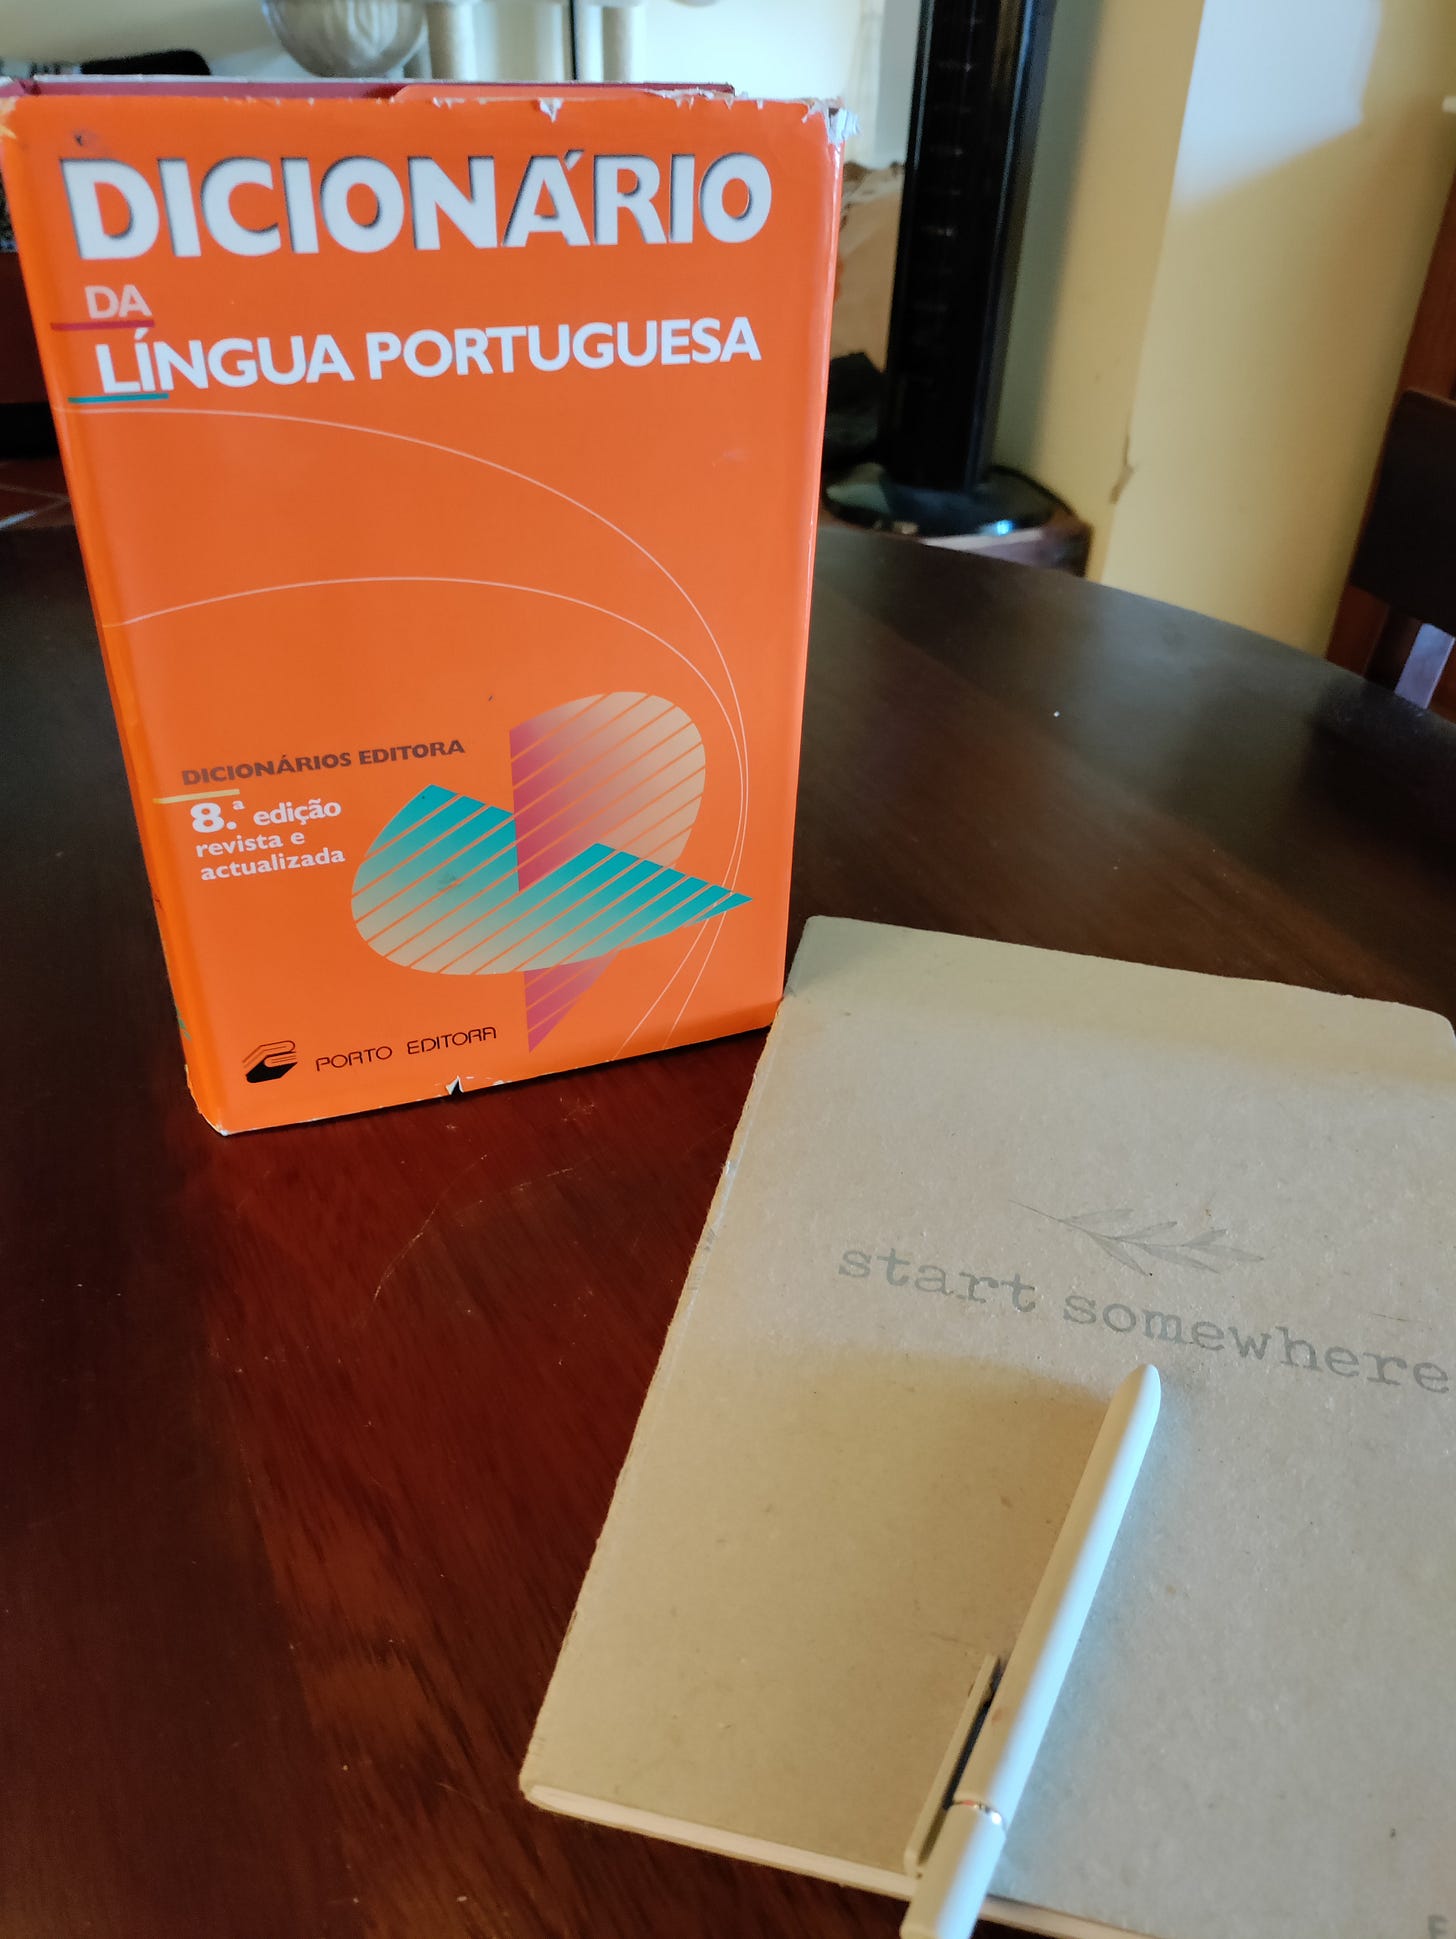 DICIONÁRIO
DA
LÍNGUA PORTUGUESA
DICIONÁRIOS EDITORA
8.ª edição
revista e
actualizada
PORTO EDITORA
start somewhere